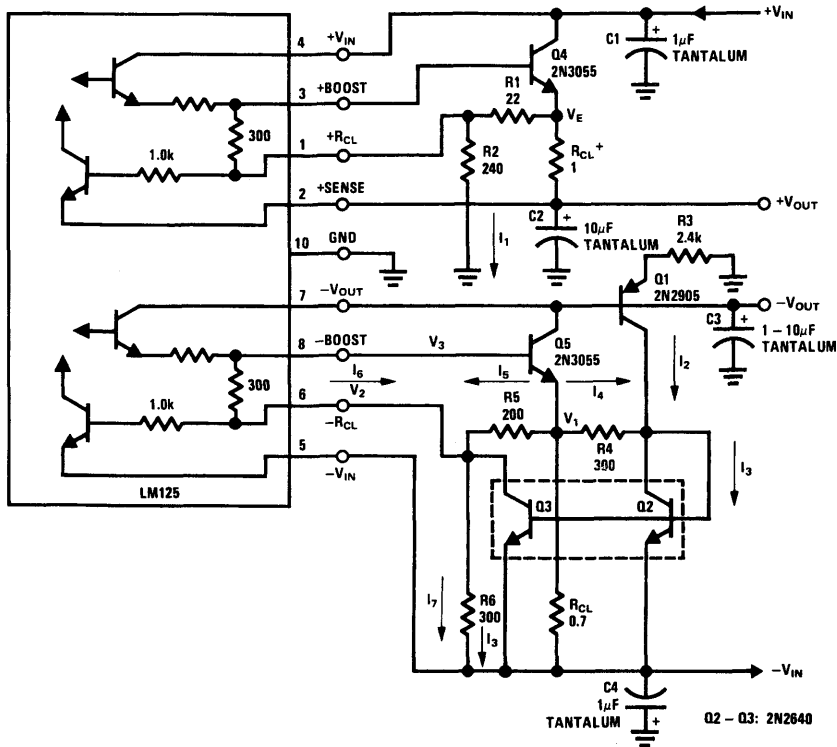 4 +VIN
+VIN
C1
+
1μF
TANTALUM
Q4
2N3055
3 +BOOST
R1
22
VE
300
1.0k
1 +RCL
R2
240
RCL+
1
2 +SENSE
+VOUT
C2
+
10μF
TANTALUM
I1
R3
2.4k
10 GND
Q1
2N2905
7 −VOUT
−VOUT
C3
+
1 – 10μF
TANTALUM
8 −BOOST
V3
Q5
2N3055
I2
300
I6
I5
I4
V2
1.0k
6
−RCL
R5
200
V1
R4
300
I3
5
−VIN
LM125
Q3
Q2
I7
R6
300
I3
RCL
0.7
−VIN
C4
1μF
TANTALUM
+
Q2 – Q3: 2N2640